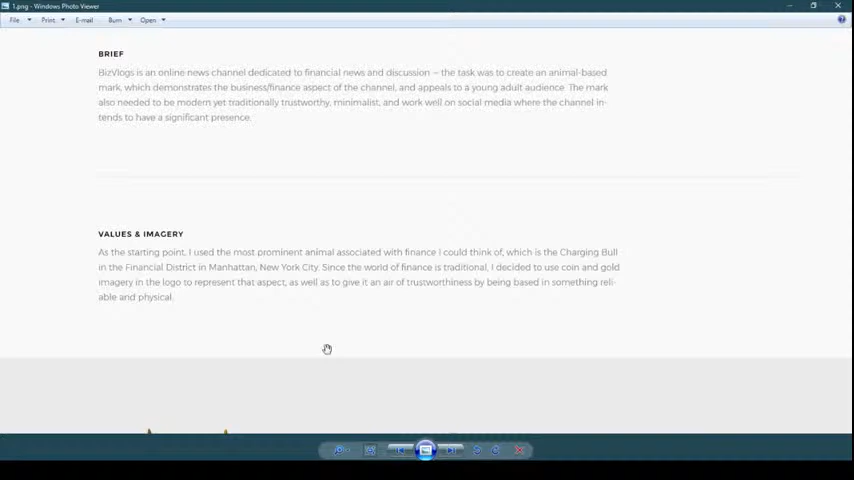 1.png - Windows Photo Viewer
File Print E-mail Burn Open
BRIEF
BizVlogs is an online news channel dedicated to financial news and discussion – the task was to create an animal-based
mark, which demonstrates the business/finance aspect of the channel, and appeals to a young adult audience. The mark
also needed to be modern yet traditionally trustworthy, minimalist, and work well on social media where the channel in-
tends to have a significant presence.
VALUES & IMAGERY
As the starting point, I used the most prominent animal associated with finance I could think of, which is the Charging Bull
in the Financial District in Manhattan, New York City. Since the world of finance is traditional, I decided to use coin and gold
imagery in the logo to represent that aspect, as well as to give it an air of trustworthiness by being based in something reli-
able and physical.